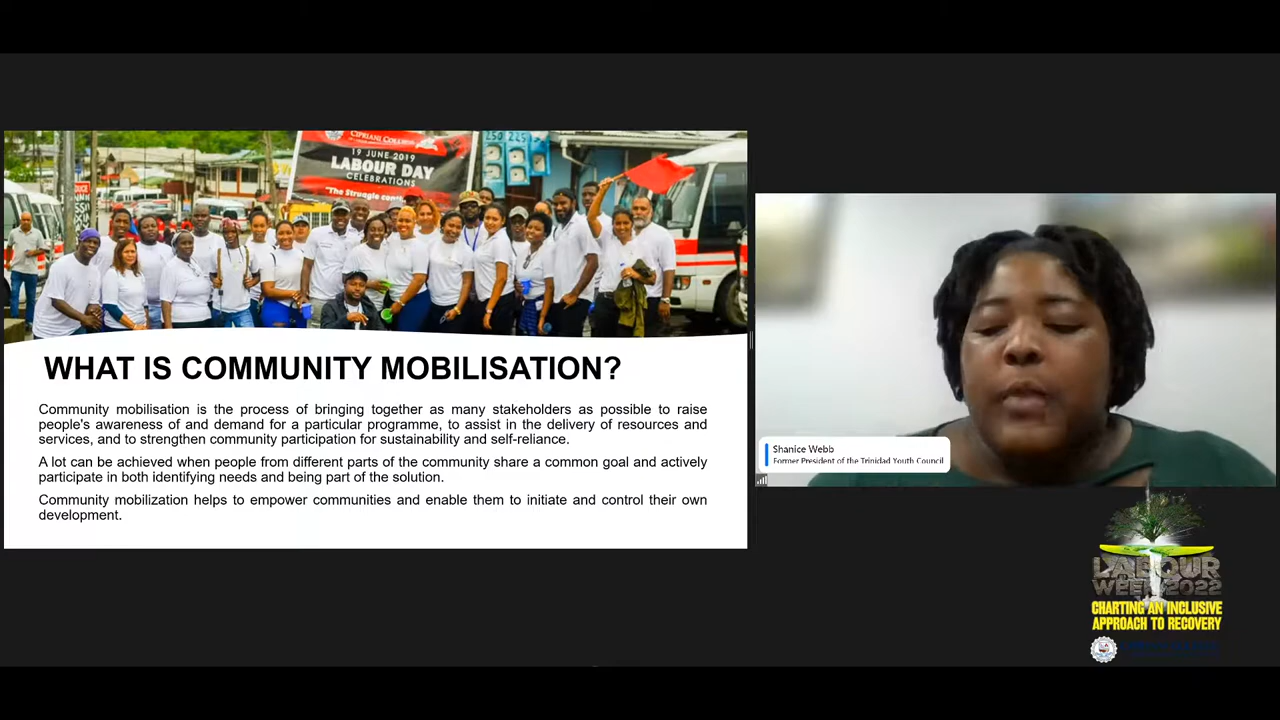 CIPRIANI COLLEGE
19 JUNE 2019
LABOUR DAY
CELEBRATIONS
"The Struggle
250 225
WHAT IS COMMUNITY MOBILISATION?
Community mobilisation is the process of bringing together as many stakeholders as possible to raise
people's awareness of and demand for a particular programme, to assist in the delivery of resources and
services, and to strengthen community participation for sustainability and self-reliance.
A lot can be achieved when people from different parts of the community share a common goal and actively
participate in both identifying needs and being part of the solution.
Community mobilization helps to empower communities and enable them to initiate and control their own
development.
Shanice Webb
Former President of the Trinidad Youth Council
LABOUR
WEEK 2022
CHARTING AN INCLUSIVE
APPROACH TO RECOVERY